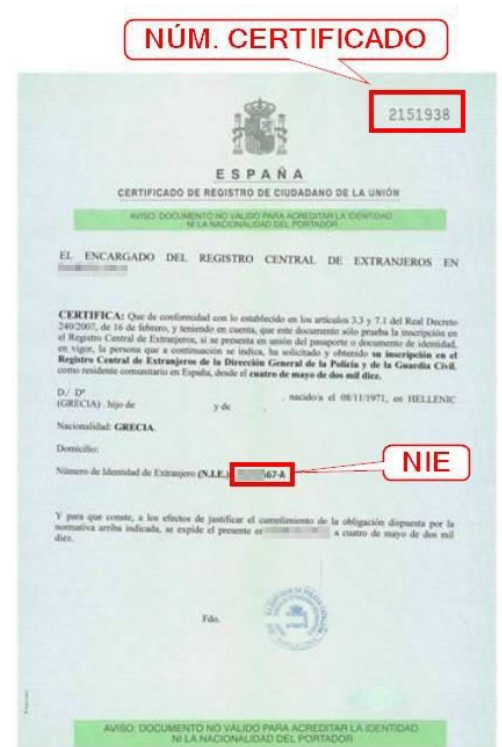 NÚM. CERTIFICADO
2151938
ESPAÑA
CERTIFICADO DE REGISTRO DE CIUDADANO DE LA UNIÓN
AVISO: DOCUMENTO NO VÁLIDO PARA ACREDITAR LA IDENTIDAD
NI LA NACIONALIDAD DEL PORTADOR
EL ENCARGADO DEL REGISTRO CENTRAL DE EXTRANJEROS EN
CERTIFICA: Que de conformidad con lo establecido en los artículos 3.3 y 7.1 del Real Decreto
240/2007, de 16 de febrero, y teniendo en cuenta, que este documento sólo prueba la inscripción en
el Registro Central de Extranjeros, si se presenta en unión del pasaporte o documento de identidad,
en vigor, la persona que a continuación se indica, ha solicitado y obtenido su inscripción en el
Registro Central de Extranjeros de la Dirección General de la Policía y de la Guardia Civil,
como residente comunitario en España, desde el cuatro de mayo de dos mil diez.
D./ Dª
(GRECIA) . hijo de y de . nacido/a el 08/11/1971, en HELLENIC
Nacionalidad: GRECIA.
Domicilio:
Número de Identidad de Extranjero (N.I.E.) 67-A
NIE
Y para que conste, a los efectos de justificar el cumplimiento de la obligación dispuesta por la
normativa arriba indicada, se expide el presente en a cuatro de mayo de dos mil
diez.
Fdo.
AVISO: DOCUMENTO NO VÁLIDO PARA ACREDITAR LA IDENTIDAD
NI LA NACIONALIDAD DEL PORTADOR